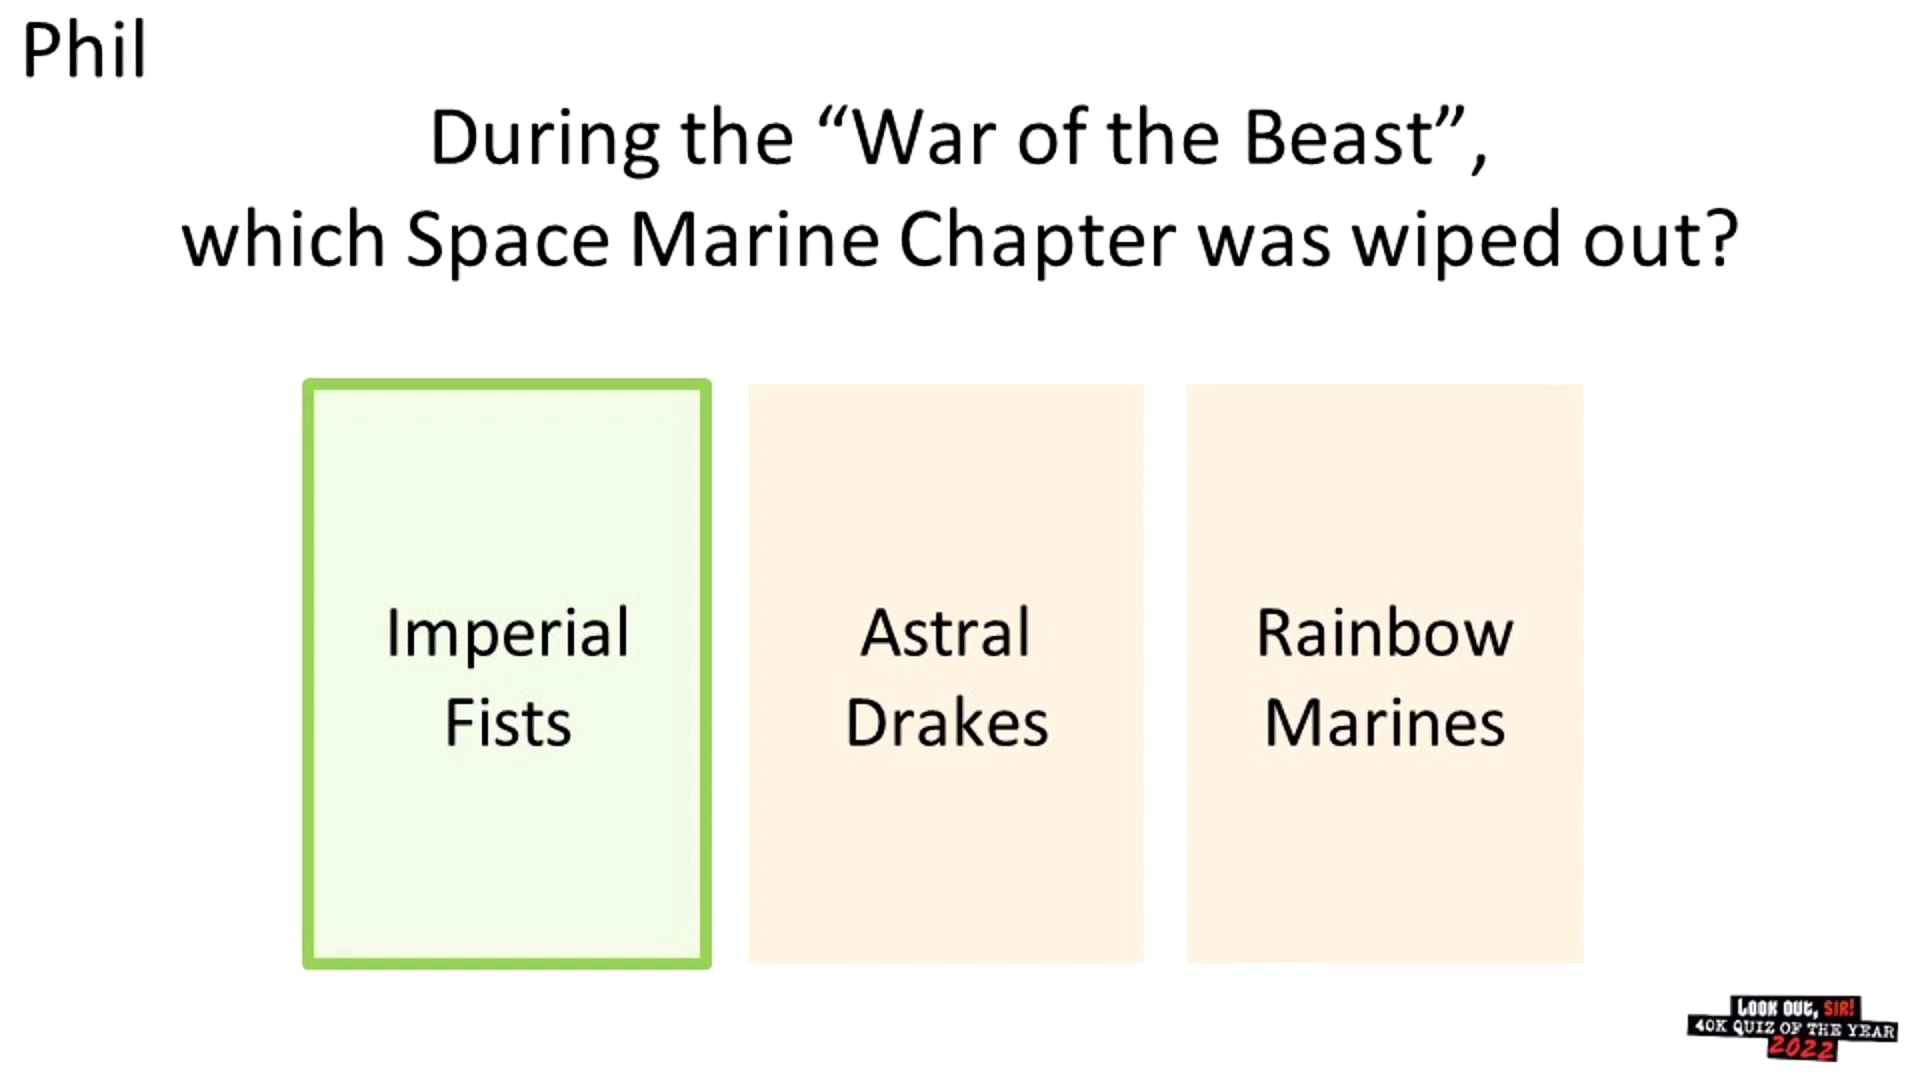 Phil
During the “War of the Beast”,
which Space Marine Chapter was wiped out?
Imperial
Fists
Astral
Drakes
Rainbow
Marines
LOOK OUT, SIR!
40K QUIZ OF THE YEAR
2022